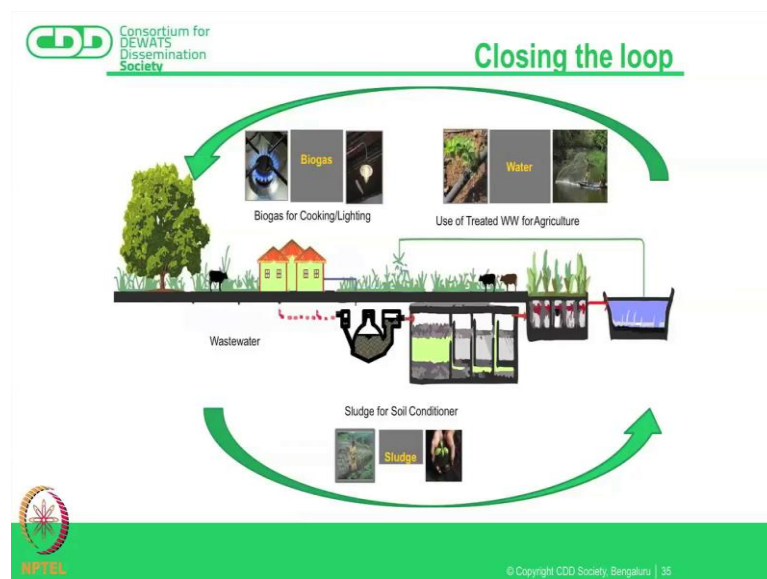 CDD
Consortium for
DEWATS
Dissemination
Society
Closing the loop
Biogas
Water
Biogas for Cooking/Lighting
Use of Treated WW forAgriculture
Wastewater
Sludge for Soil Conditioner
Sludge
NPTEL
© Copyright CDD Society, Bengaluru | 35